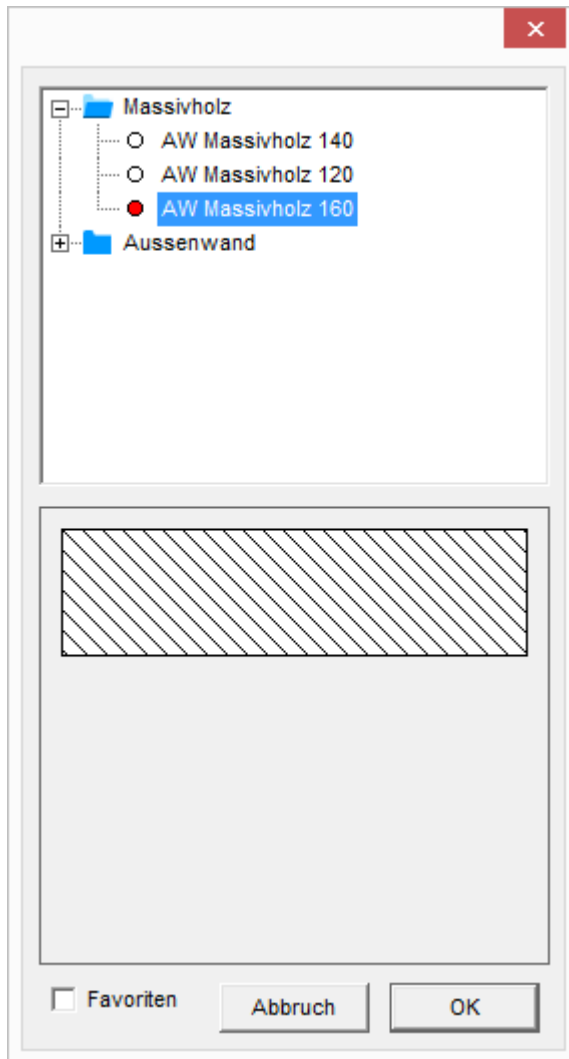 Massivholz
AW Massivholz 140
AW Massivholz 120
AW Massivholz 160
Aussenwand
Favoriten
Abbruch
OK